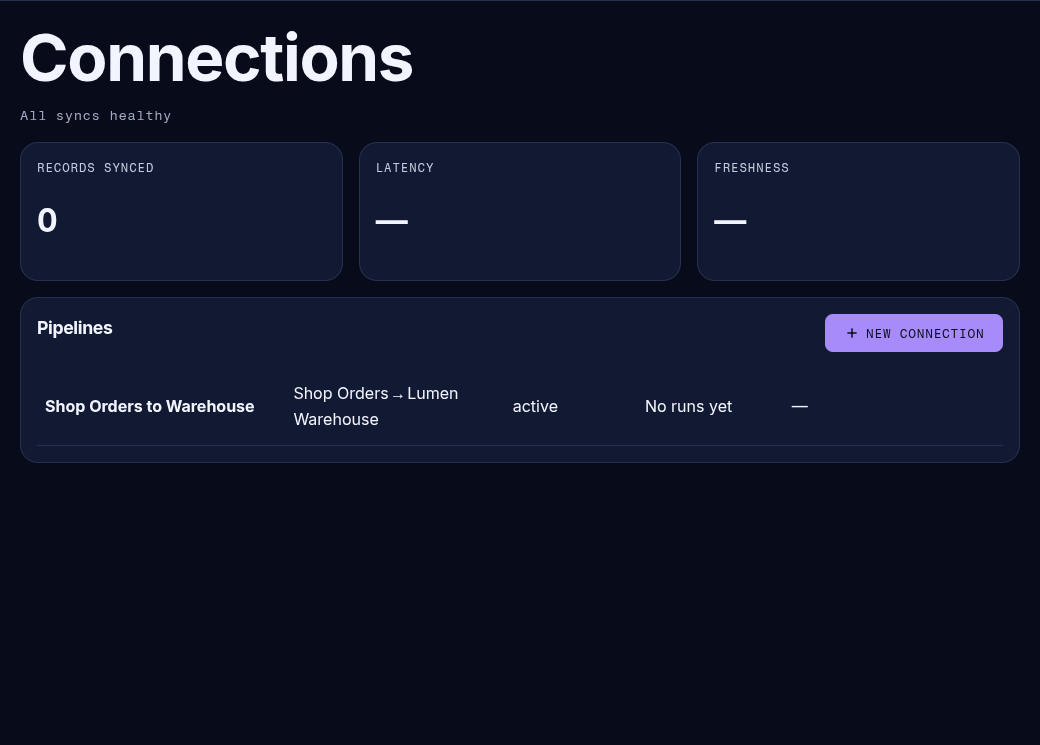 Connections
All syncs healthy
RECORDS SYNCED
0
LATENCY
—
FRESHNESS
—
Pipelines
+ NEW CONNECTION
Shop Orders to Warehouse
Shop Orders → Lumen
Warehouse
active
No runs yet
—